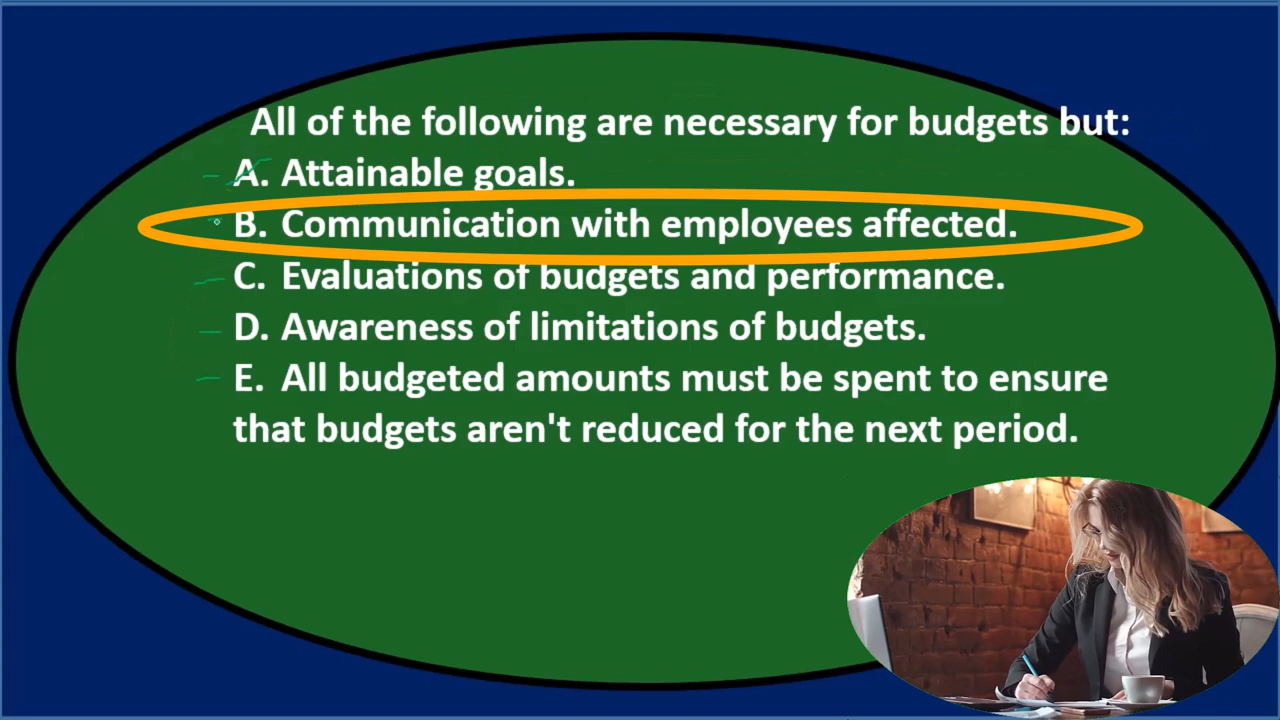 All of the following are necessary for budgets but:
A. Attainable goals.
B. Communication with employees affected.
C. Evaluations of budgets and performance.
D. Awareness of limitations of budgets.
E. All budgeted amounts must be spent to ensure
that budgets aren't reduced for the next period.